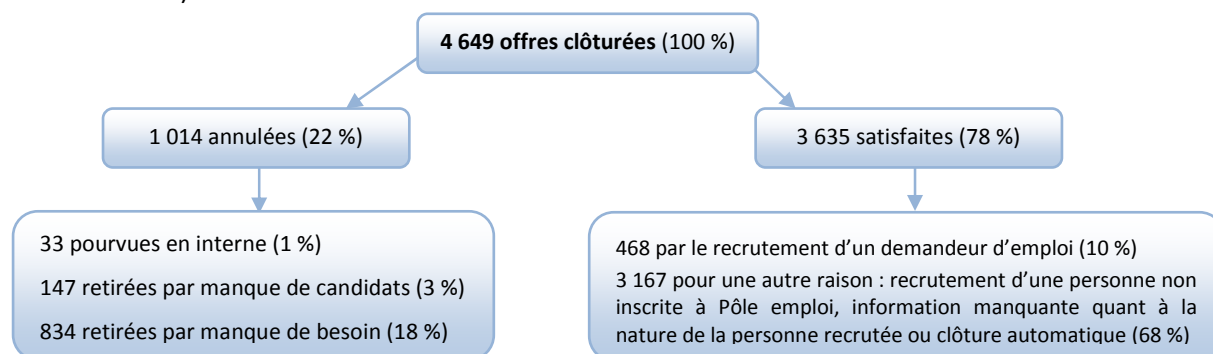 4 649 offres clôturées (100 %)
1 014 annulées (22 %)
3 635 satisfaites (78 %)
33 pourvues en interne (1 %)
147 retirées par manque de candidats (3 %)
834 retirées par manque de besoin (18 %)
468 par le recrutement d’un demandeur d’emploi (10 %)
3 167 pour une autre raison : recrutement d’une personne non
inscrite à Pôle emploi, information manquante quant à la
nature de la personne recrutée ou clôture automatique (68 %)